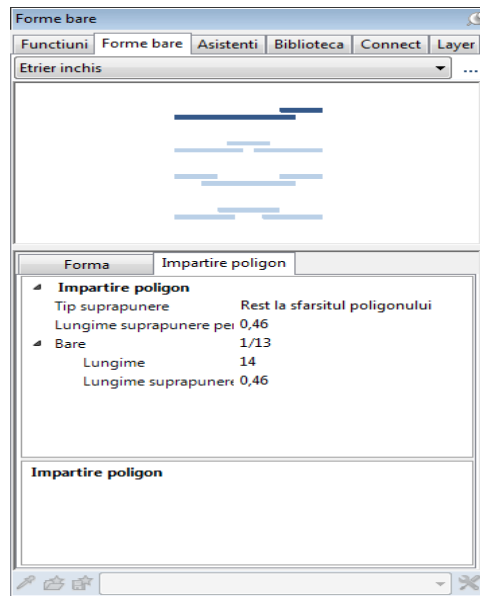 Forme bare
Functiuni Forme bare Asistenti Biblioteca Connect Layer
Etrier inchis ...
Forma Impartire poligon
Impartire poligon
Tip suprapunere Rest la sfarsitul poligonului
Lungime suprapunere per 0,46
Bare 1/13
Lungime 14
Lungime suprapunere 0,46
Impartire poligon